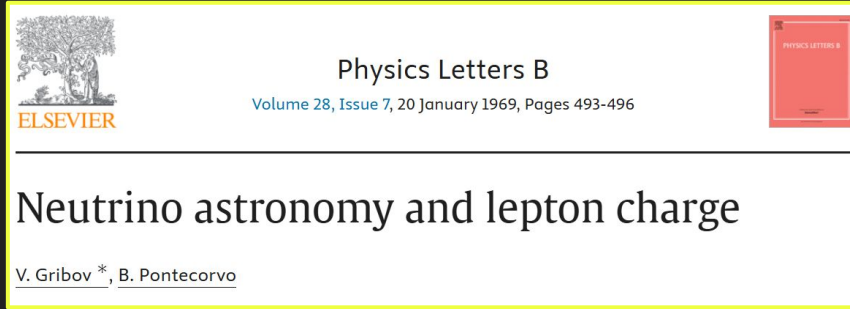 ELSEVIER
Physics Letters B
Volume 28, Issue 7, 20 January 1969, Pages 493-496
PHYSICS LETTERS B
Neutrino astronomy and lepton charge
V. Gribov *, B. Pontecorvo